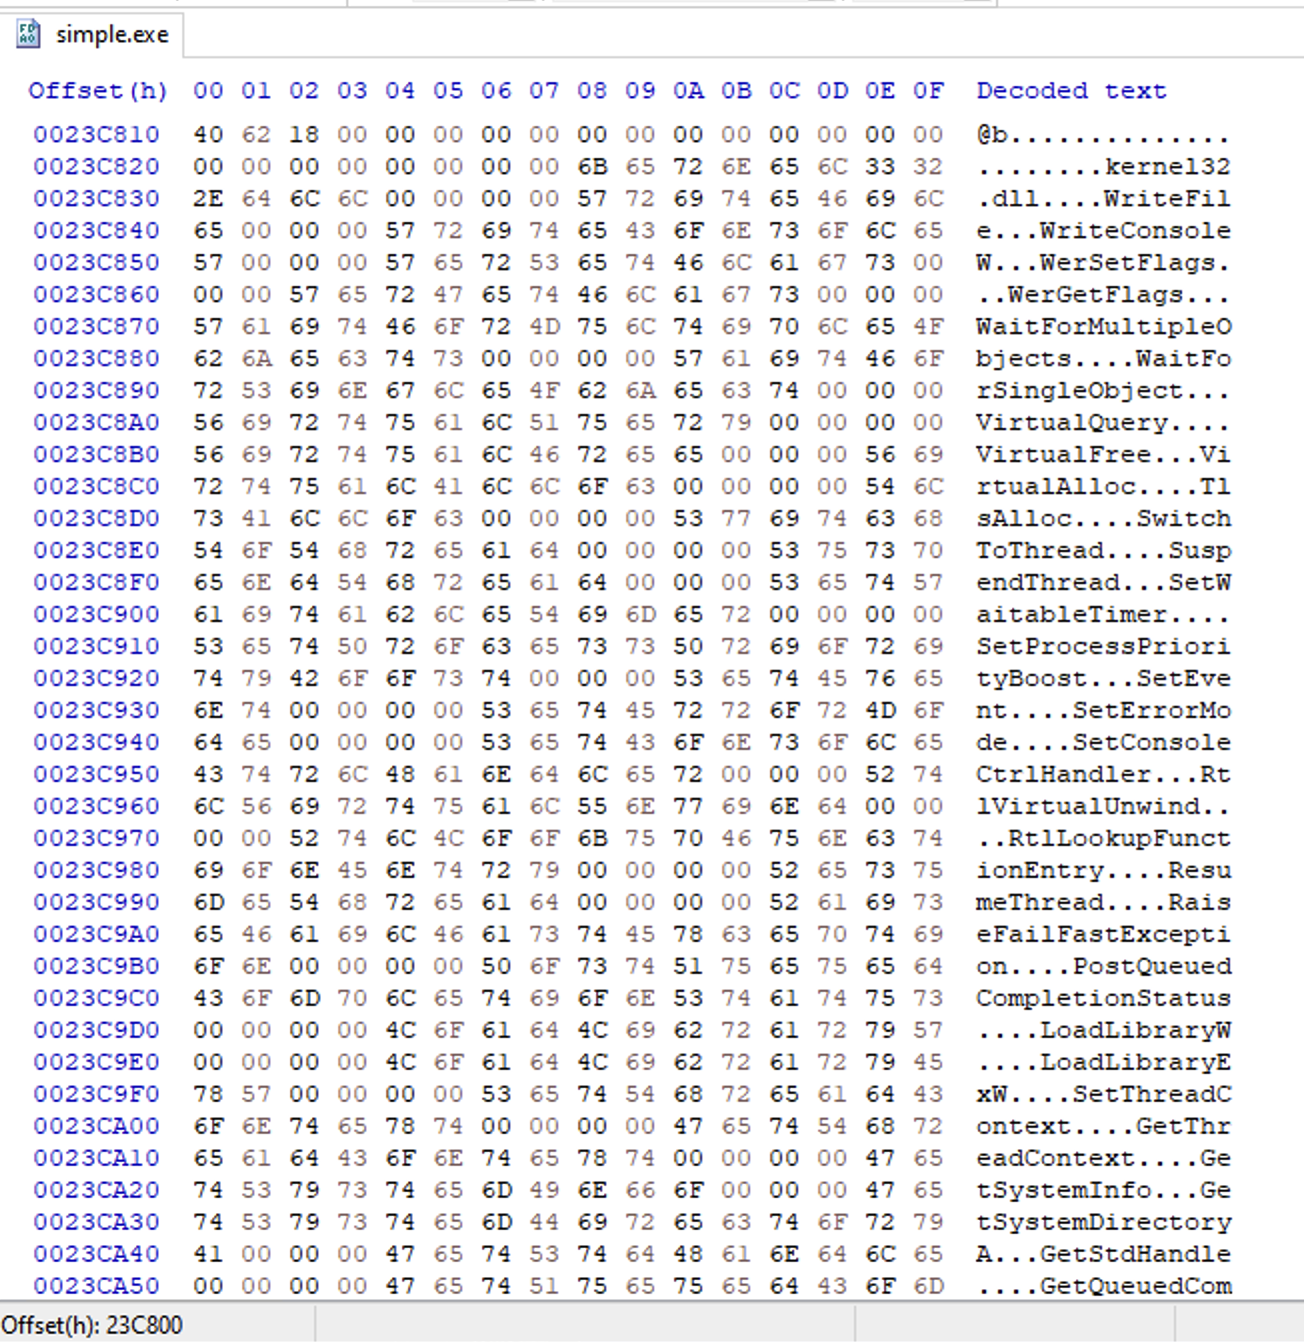 simple.exe
Offset(h) 00 01 02 03 04 05 06 07 08 09 0A 0B 0C 0D 0E 0F Decoded text
0023C810 40 62 18 00 00 00 00 00 00 00 00 00 00 00 00 00 @b..............
0023C820 00 00 00 00 00 00 00 00 6B 65 72 6E 65 6C 33 32 ........kernel32
0023C830 2E 64 6C 6C 00 00 00 00 57 72 69 74 65 46 69 6C .dll....WriteFil
0023C840 65 00 00 00 57 72 69 74 65 43 6F 6E 73 6F 6C 65 e...WriteConsole
0023C850 57 00 00 00 57 65 72 53 65 74 46 6C 61 67 73 00 W...WerSetFlags.
0023C860 00 00 57 65 72 47 65 74 46 6C 61 67 73 00 00 00 ..WerGetFlags...
0023C870 57 61 69 74 46 6F 72 4D 75 6C 74 69 70 6C 65 4F WaitForMultipleO
0023C880 62 6A 65 63 74 73 00 00 00 00 57 61 69 74 46 6F bjects....WaitFo
0023C890 72 53 69 6E 67 6C 65 4F 62 6A 65 63 74 00 00 00 rSingleObject...
0023C8A0 56 69 72 74 75 61 6C 51 75 65 72 79 00 00 00 00 VirtualQuery....
0023C8B0 56 69 72 74 75 61 6C 46 72 65 65 00 00 00 56 69 VirtualFree...Vi
0023C8C0 72 74 75 61 6C 41 6C 6C 6F 63 00 00 00 00 54 6C rtualAlloc....Tl
0023C8D0 73 41 6C 6C 6F 63 00 00 00 00 53 77 69 74 63 68 sAlloc....Switch
0023C8E0 54 6F 54 68 72 65 61 64 00 00 00 00 53 75 73 70 ToThread....Susp
0023C8F0 65 6E 64 54 68 72 65 61 64 00 00 00 53 65 74 57 endThread...SetW
0023C900 61 69 74 61 62 6C 65 54 69 6D 65 72 00 00 00 00 aitableTimer....
0023C910 53 65 74 50 72 6F 63 65 73 73 50 72 69 6F 72 69 SetProcessPriori
0023C920 74 79 42 6F 6F 73 74 00 00 00 53 65 74 45 76 65 tyBoost...SetEve
0023C930 6E 74 00 00 00 00 53 65 74 45 72 72 6F 72 4D 6F nt....SetErrorMo
0023C940 64 65 00 00 00 00 53 65 74 43 6F 6E 73 6F 6C 65 de....SetConsole
0023C950 43 74 72 6C 48 61 6E 64 6C 65 72 00 00 00 52 74 CtrlHandler...Rt
0023C960 6C 56 69 72 74 75 61 6C 55 6E 77 69 6E 64 00 00 lVirtualUnwind..
0023C970 00 00 52 74 6C 4C 6F 6F 6B 75 70 46 75 6E 63 74 ..RtlLookupFunct
0023C980 69 6F 6E 45 6E 74 72 79 00 00 00 00 52 65 73 75 ionEntry....Resu
0023C990 6D 65 54 68 72 65 61 64 00 00 00 00 52 61 69 73 meThread....Rais
0023C9A0 65 46 61 69 6C 46 61 73 74 45 78 63 65 70 74 69 eFailFastExcepti
0023C9B0 6F 6E 00 00 00 00 50 6F 73 74 51 75 65 75 65 64 on....PostQueued
0023C9C0 43 6F 6D 70 6C 65 74 69 6F 6E 53 74 61 74 75 73 CompletionStatus
0023C9D0 00 00 00 00 4C 6F 61 64 4C 69 62 72 61 72 79 57 ....LoadLibraryW
0023C9E0 00 00 00 00 4C 6F 61 64 4C 69 62 72 61 72 79 45 ....LoadLibraryE
0023C9F0 78 57 00 00 00 00 53 65 74 54 68 72 65 61 64 43 xW....SetThreadC
0023CA00 6F 6E 74 65 78 74 00 00 00 00 47 65 74 54 68 72 ontext....GetThr
0023CA10 65 61 64 43 6F 6E 74 65 78 74 00 00 00 00 47 65 eadContext....Ge
0023CA20 74 53 79 73 74 65 6D 49 6E 66 6F 00 00 00 47 65 tSystemInfo...Ge
0023CA30 74 53 79 73 74 65 6D 44 69 72 65 63 74 6F 72 79 tSystemDirectory
0023CA40 41 00 00 00 47 65 74 53 74 64 48 61 6E 64 6C 65 A...GetStdHandle
0023CA50 00 00 00 00 47 65 74 51 75 65 75 65 64 43 6F 6D ....GetQueuedCom
Offset(h): 23C800